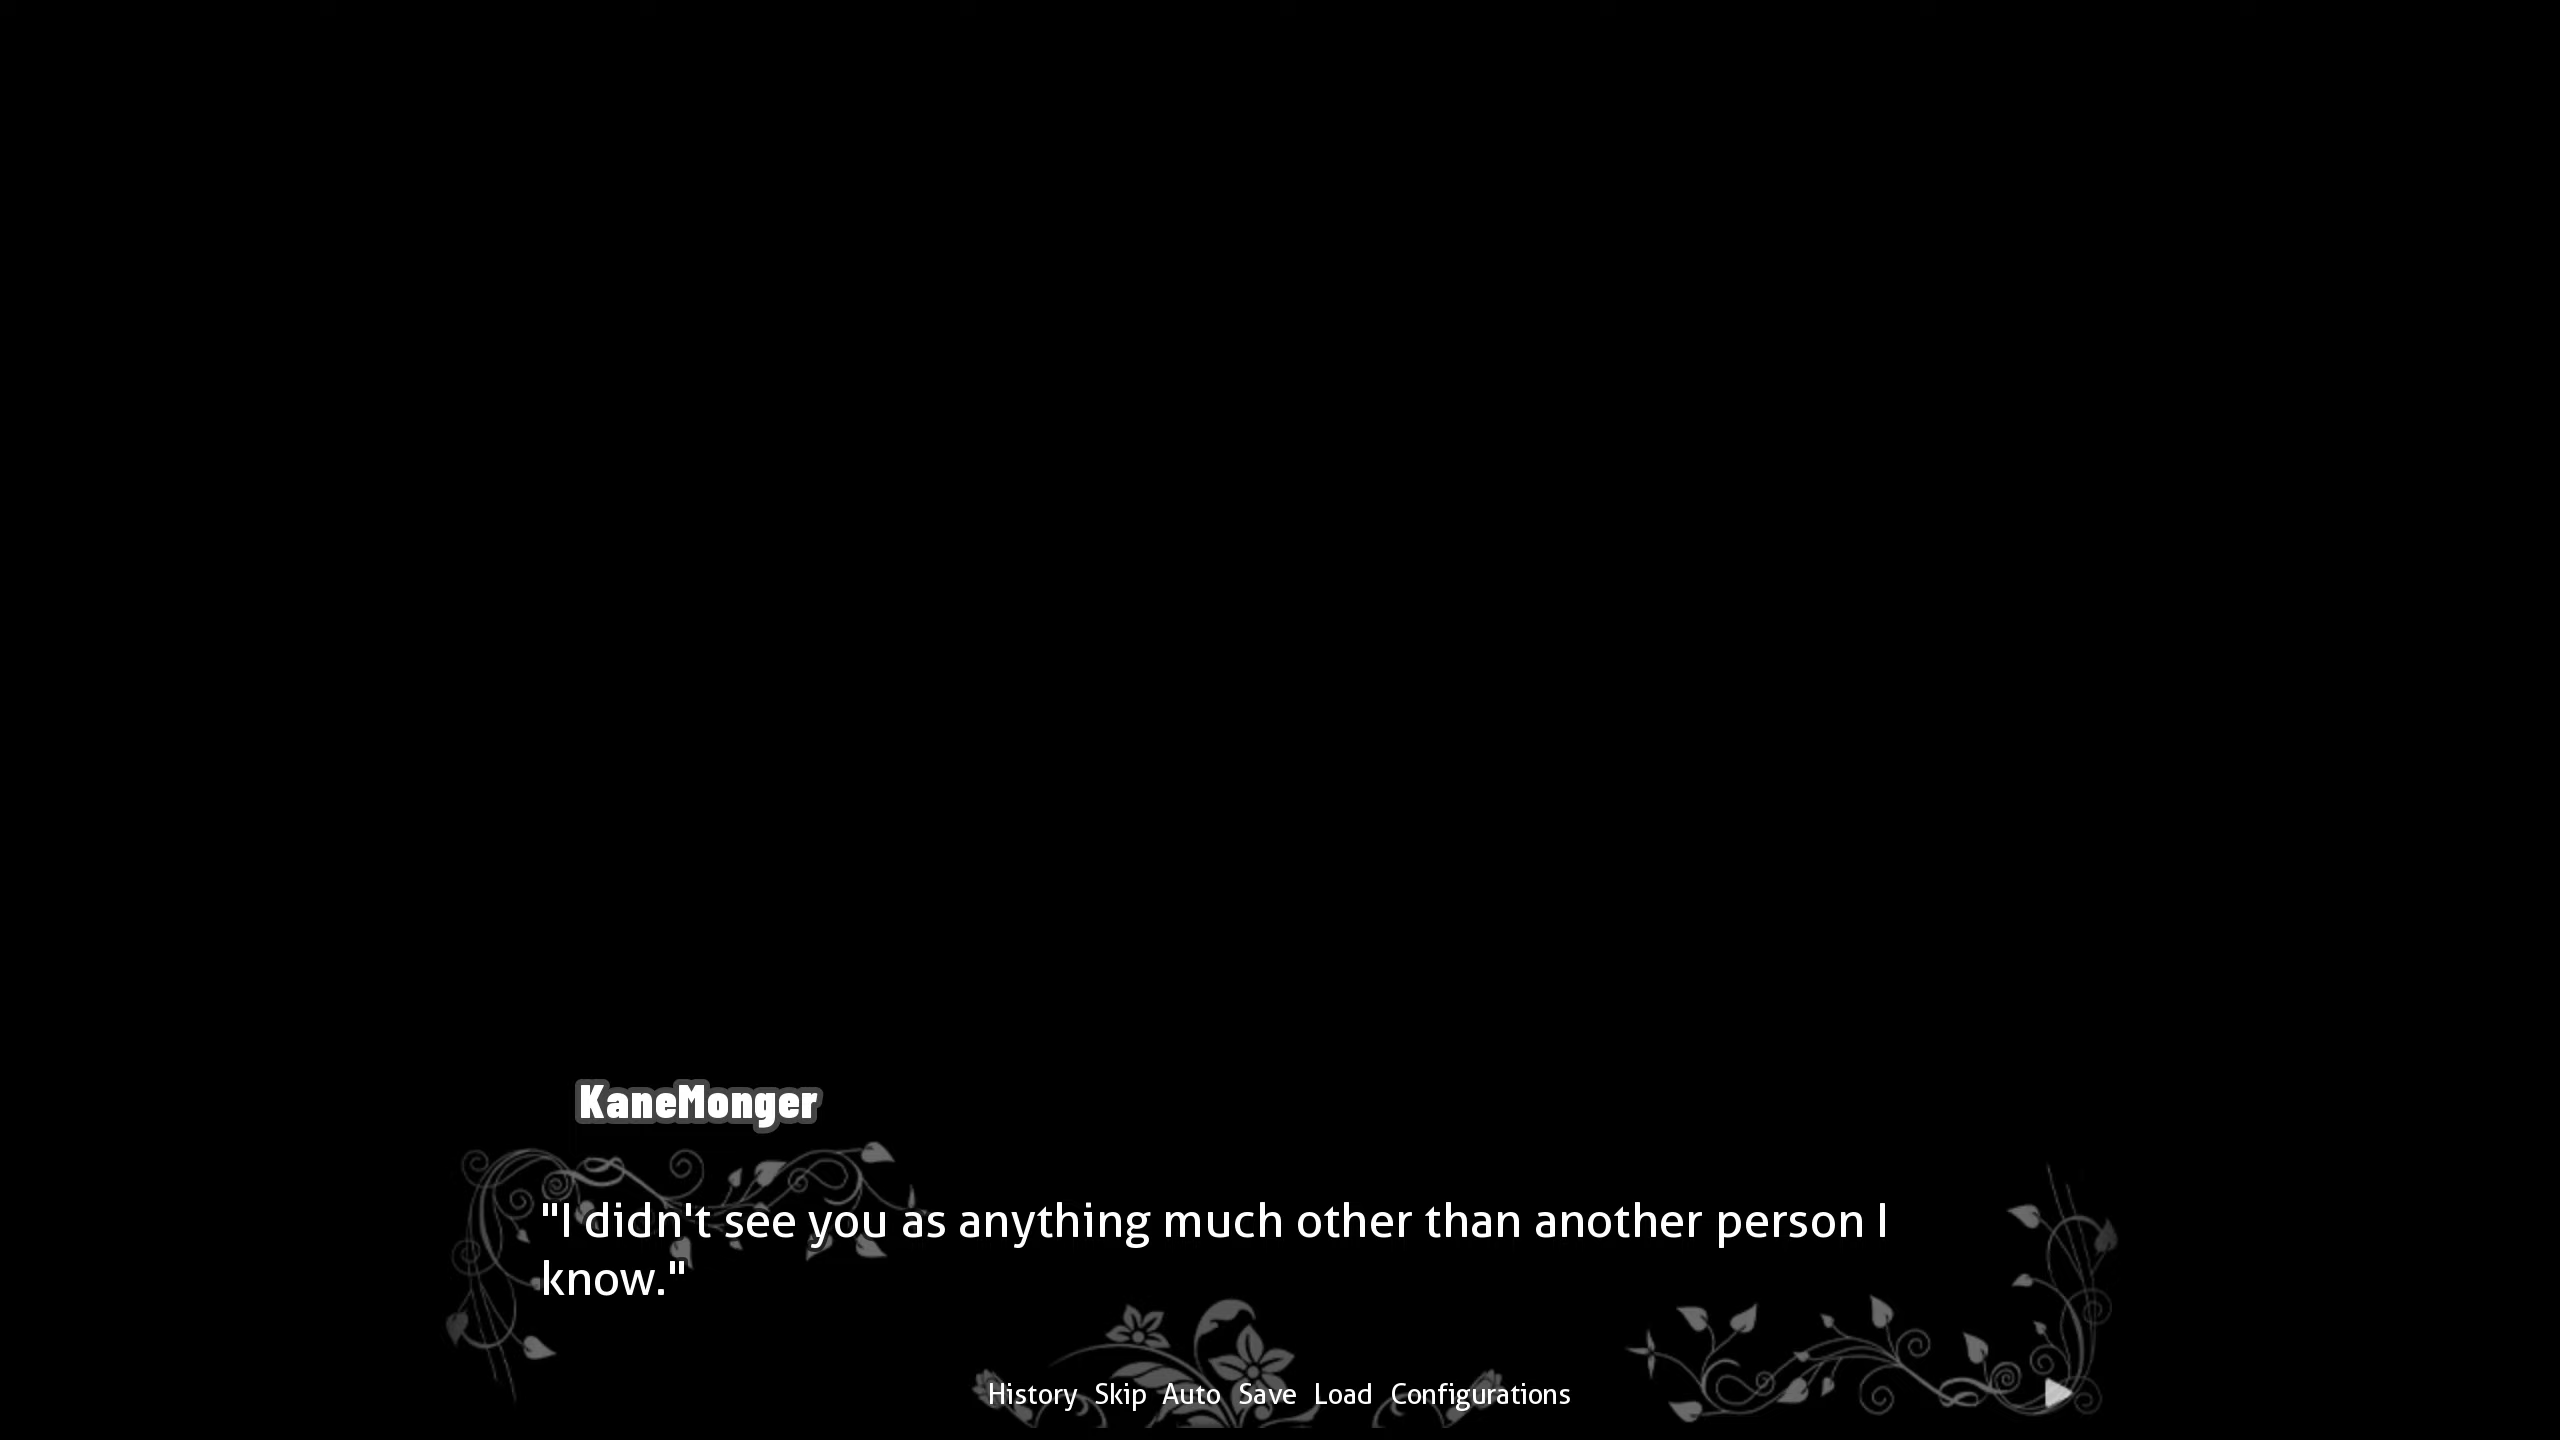 KaneMonger
"I didn't see you as anything much other than another person I
know."
History Skip Auto Save Load Configurations